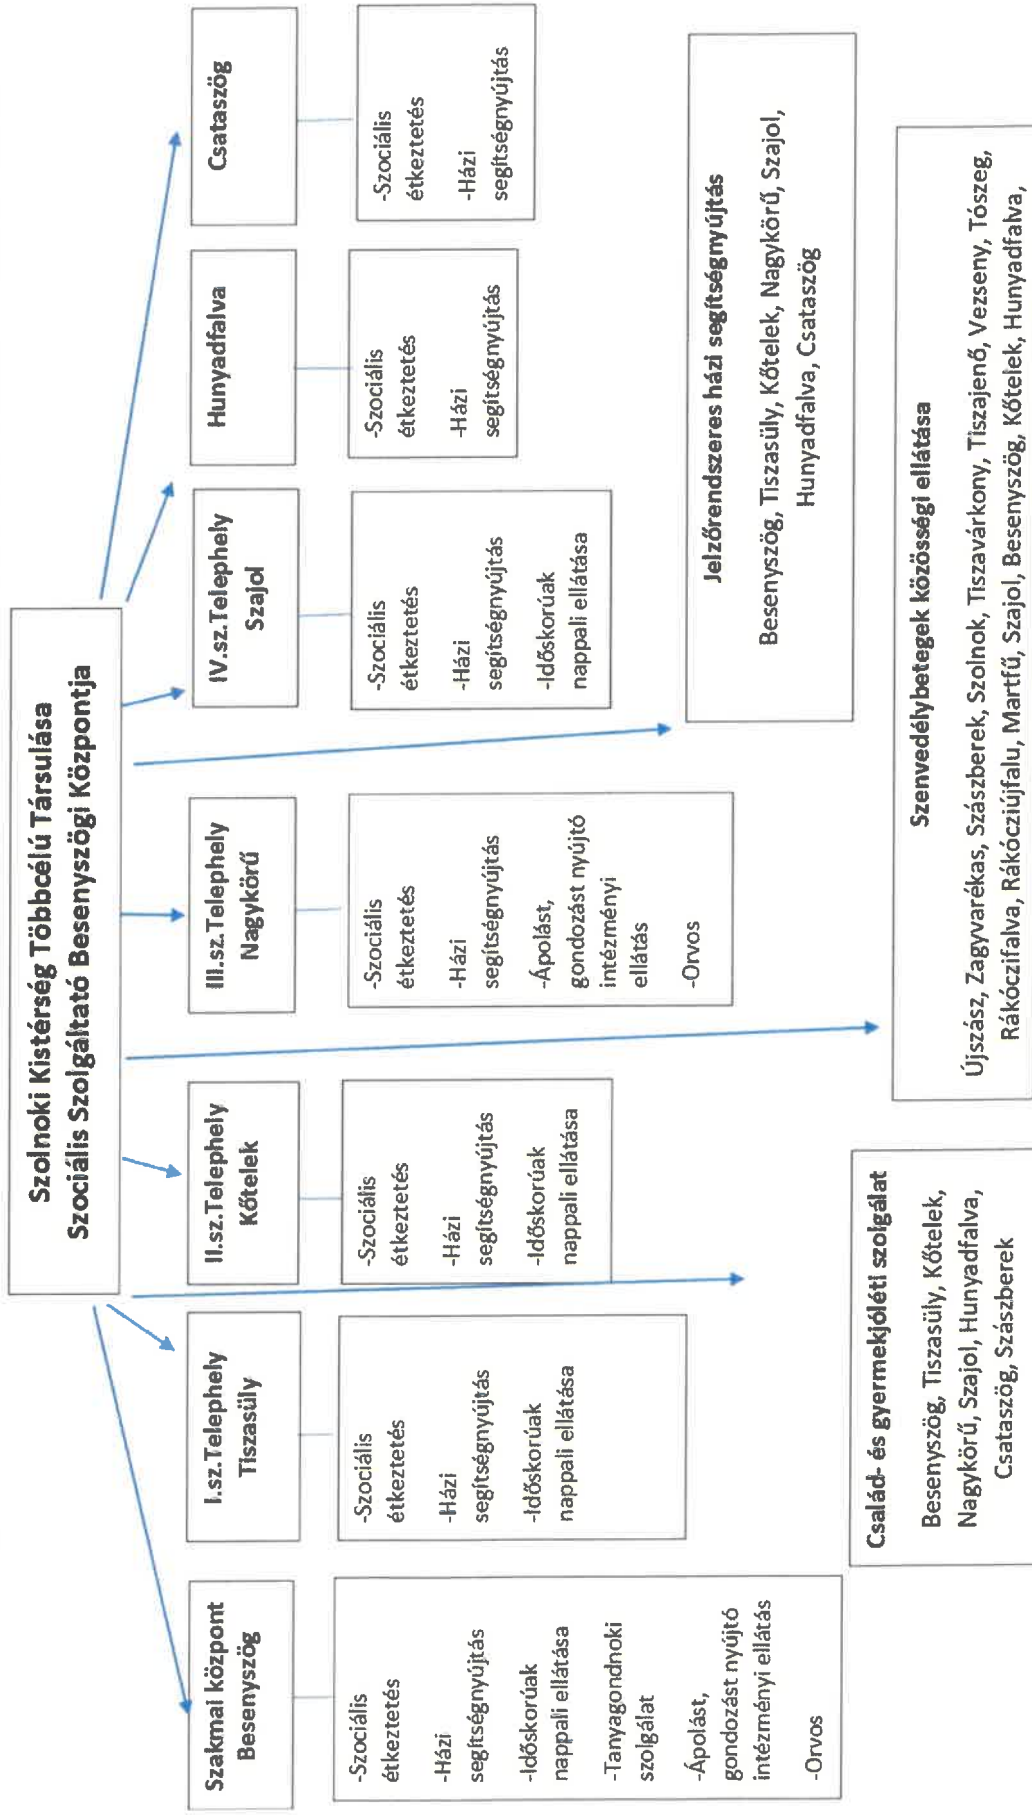 Szolnoki Kistérség Többcélú Társulása
Szociális Szolgáltató Besenyszögi Központja
Szakmai központ
Besenyszög
-Szociális
étkeztetés
-Házi
segítségnyújtás
-Időskorúak
nappali ellátása
-Tanyagondnoki
szolgálat
-Ápolást,
gondozást nyújtó
intézményi ellátás
-Orvos
I.sz.Telephely
Tiszasüly
-Szociális
étkeztetés
-Házi
segítségnyújtás
-Időskorúak
nappali ellátása
II.sz.Telephely
Kőtelek
-Szociális
étkeztetés
-Házi
segítségnyújtás
-Időskorúak
nappali ellátása
III.sz.Telephely
Nagykörű
-Szociális
étkeztetés
-Házi
segítségnyújtás
-Ápolást,
gondozást nyújtó
intézményi
ellátás
-Orvos
IV.sz.Telephely
Szajol
-Szociális
étkeztetés
-Házi
segítségnyújtás
-Időskorúak
nappali ellátása
Hunyadfalva
-Szociális
étkeztetés
-Házi
segítségnyújtás
Csataszög
-Szociális
étkeztetés
-Házi
segítségnyújtás
Jelzőrendszeres házi segítségnyújtás
Besenyszög, Tiszasüly, Kőtelek, Nagykörű, Szajol,
Hunyadfalva, Csataszög
Család- és gyermekjóléti szolgálat
Besenyszög, Tiszasüly, Kőtelek,
Nagykörű, Szajol, Hunyadfalva,
Csataszög, Szászberek
Szenvedélybetegek közösségi ellátása
Újszász, Zagyvarékas, Szászberek, Szolnok, Tiszavárkony, Tiszajenő, Vezseny, Tószeg,
Rákóczifalva, Rákócziújfalu, Martfű, Szajol, Besenyszög, Kőtelek, Hunyadfalva,